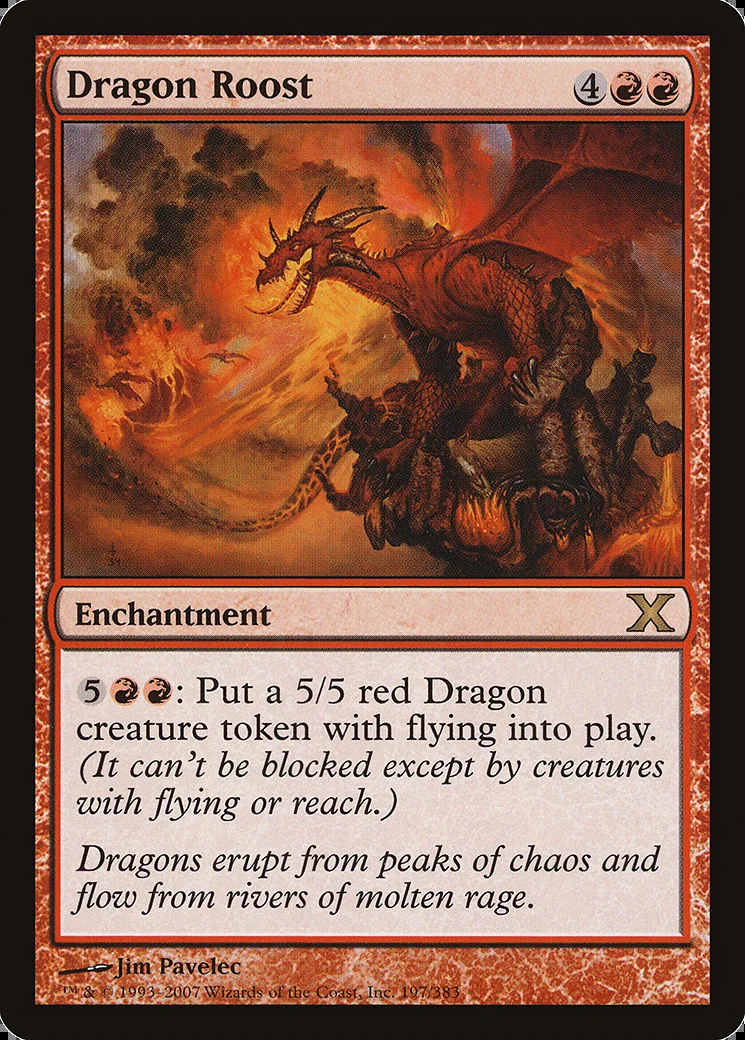 Dragon Roost 4
Enchantment X
5: Put a 5/5 red Dragon
creature token with flying into play.
(It can't be blocked except by creatures
with flying or reach.)
Dragons erupt from peaks of chaos and
flow from rivers of molten rage.
Jim Pavelec
™ & © 1993-2007 Wizards of the Coast, Inc. 197/383